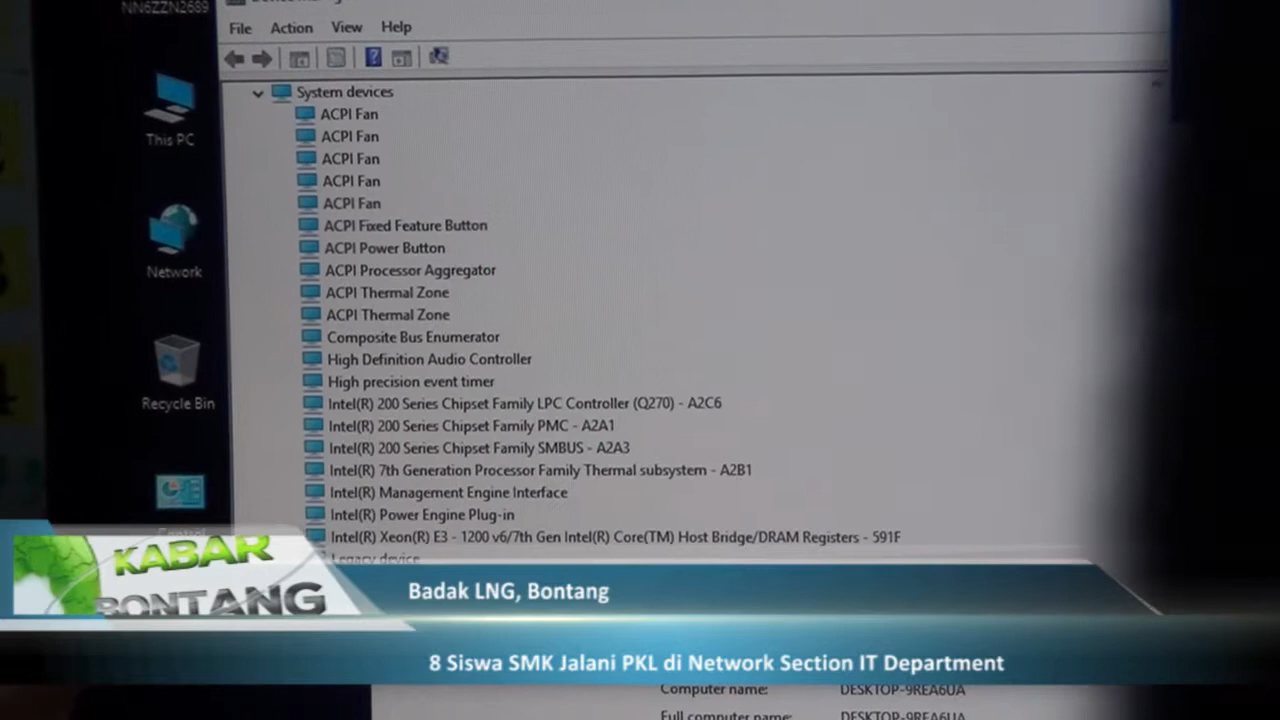 NN6ZZN2689
File Action View Help
This PC
Network
Recycle Bin
System devices
ACPI Fan
ACPI Fan
ACPI Fan
ACPI Fan
ACPI Fan
ACPI Fixed Feature Button
ACPI Power Button
ACPI Processor Aggregator
ACPI Thermal Zone
ACPI Thermal Zone
Composite Bus Enumerator
High Definition Audio Controller
High precision event timer
Intel(R) 200 Series Chipset Family LPC Controller (Q270) - A2C6
Intel(R) 200 Series Chipset Family PMC - A2A1
Intel(R) 200 Series Chipset Family SMBUS - A2A3
Intel(R) 7th Generation Processor Family Thermal subsystem - A2B1
Intel(R) Management Engine Interface
Intel(R) Power Engine Plug-in
Intel(R) Xeon(R) E3 - 1200 v6/7th Gen Intel(R) Core(TM) Host Bridge/DRAM Registers - 591F
Legacy device
KABAR
BONTANG
Badak LNG, Bontang
8 Siswa SMK Jalani PKL di Network Section IT Department
Computer name: DESKTOP-9REA6UA
Full computer name: DESKTOP-9REA6UA